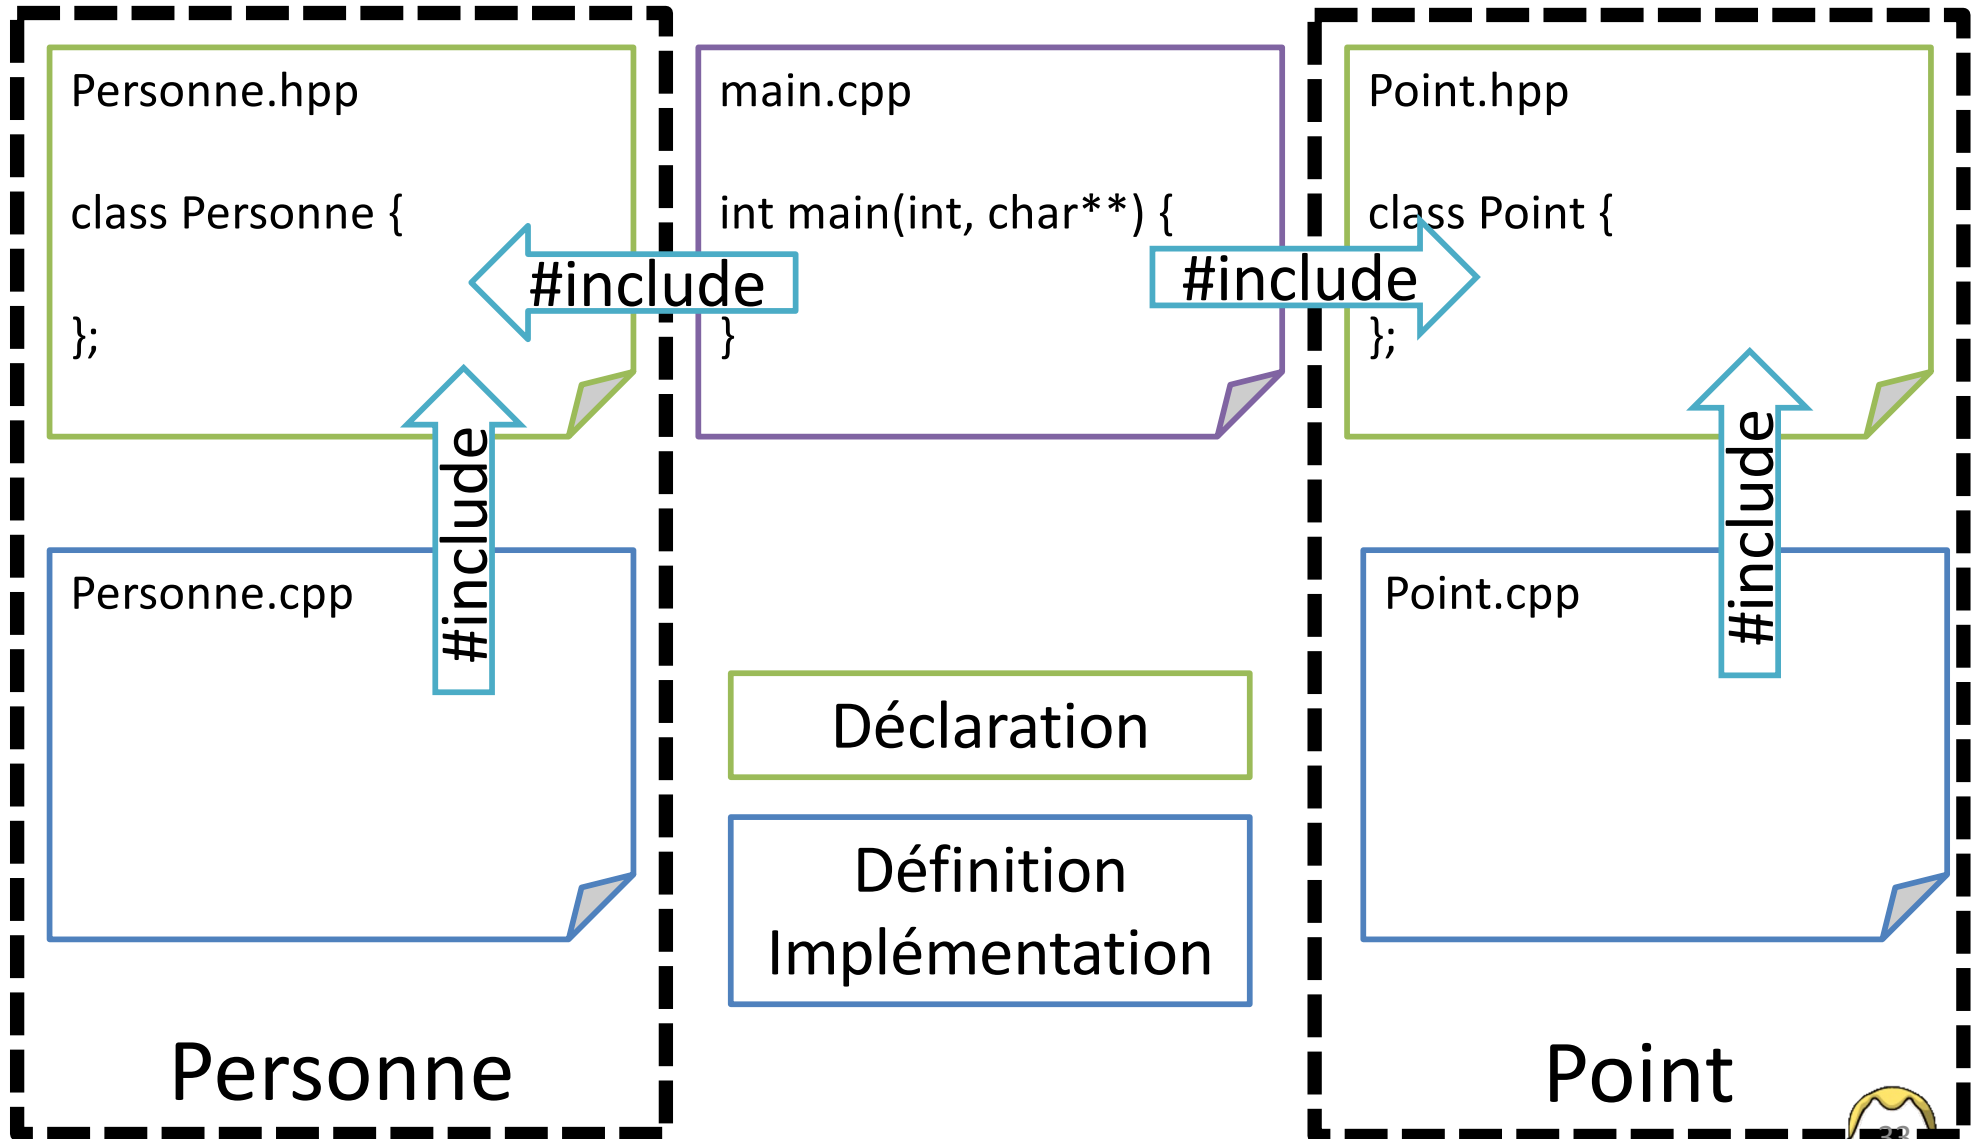 Personne.hpp
class Personne {
};
#include
#include
Personne.cpp
Personne
main.cpp
int main(int, char**) {
}
#include
Déclaration
Définition
Implémentation
Point.hpp
class Point {
};
#include
Point.cpp
Point
33